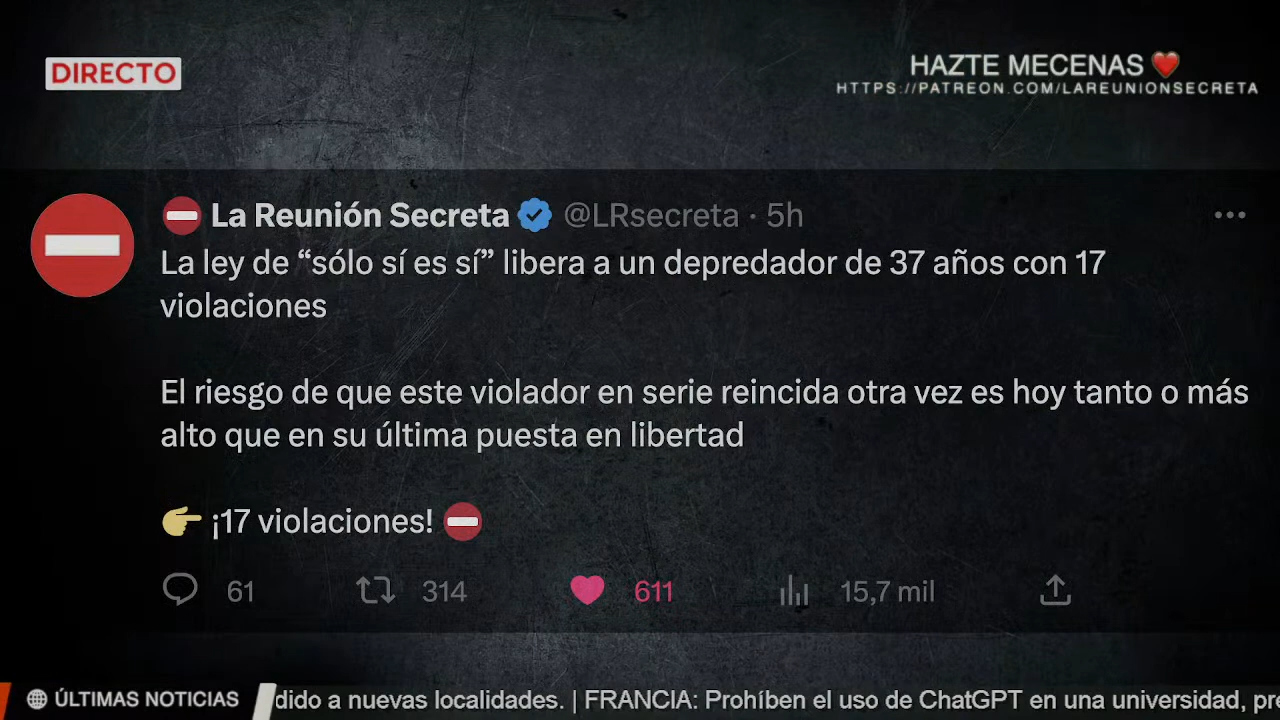 DIRECTO
HAZTE MECENAS ❤️
HTTPS://PATREON.COM/LAREUNIONSECRETA
⛔ La Reunión Secreta @LRsecreta · 5h
La ley de “sólo sí es sí” libera a un depredador de 37 años con 17
violaciones
El riesgo de que este violador en serie reincida otra vez es hoy tanto o más
alto que en su última puesta en libertad
👉 ¡17 violaciones! ⛔
61 314 611 15,7 mil
ÚLTIMAS NOTICIAS
dido a nuevas localidades. | FRANCIA: Prohíben el uso de ChatGPT en una universidad, pr